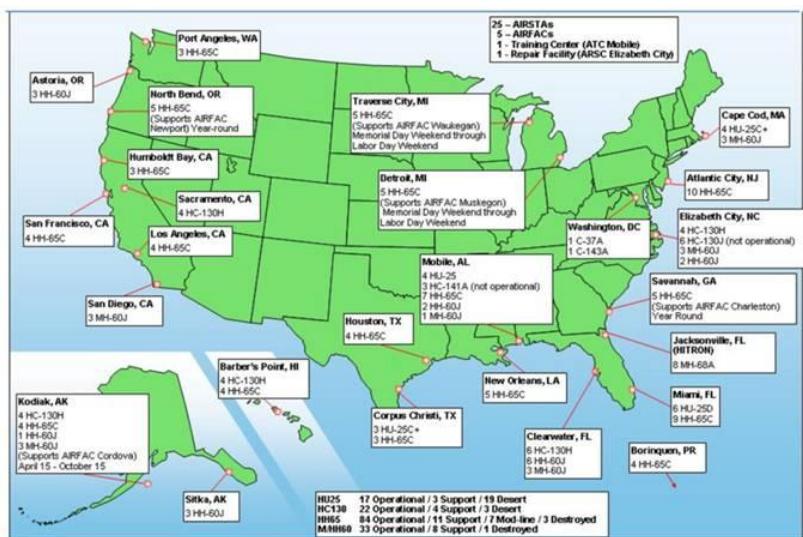 25 – AIRSTAs
5 – AIRFACs
1 - Training Center (ATC Mobile)
1 - Repair Facility (ARSC Elizabeth City)
Port Angeles, WA
3 HH-65C
Astoria, OR
3 HH-60J
North Bend, OR
5 HH-65C
(Supports AIRFAC
Newport) Year-round
Humboldt Bay, CA
3 HH-65C
Sacramento, CA
4 HC-130H
San Francisco, CA
4 HH-65C
Los Angeles, CA
4 HH-65C
San Diego, CA
3 MH-60J
Traverse City, MI
5 HH-65C
(Supports AIRFAC Waukegan)
Memorial Day Weekend through
Labor Day Weekend
Detroit, MI
5 HH-65C
(Supports AIRFAC Muskegon)
Memorial Day Weekend through
Labor Day Weekend
Cape Cod, MA
4 HU-25C+
3 MH-60J
Atlantic City, NJ
10 HH-65C
Washington, DC
1 C-37A
1 C-143A
Elizabeth City, NC
4 HC-130H
6 HC-130J (not operational)
3 MH-60J
2 HH-60J
Mobile, AL
4 HU-25
3 HC-141A (not operational)
7 HH-65C
2 HH-60J
1 MH-60J
Savannah, GA
5 HH-65C
(Supports AIRFAC Charleston)
Year Round
Jacksonville, FL
(HITRON)
8 MH-68A
Houston, TX
4 HH-65C
New Orleans, LA
5 HH-65C
Miami, FL
6 HU-25D
9 HH-65C
Corpus Christi, TX
3 HU-25C+
3 HH-65C
Clearwater, FL
6 HC-130H
6 HH-60J
3 MH-60J
Borinquen, PR
4 HH-65C
Barber's Point, HI
4 HC-130H
4 HH-65C
Kodiak, AK
4 HC-130H
4 HH-65C
1 HH-60J
3 MH-60J
(Supports AIRFAC Cordova)
April 15 - October 15
Sitka, AK
3 HH-60J
HU25 17 Operational / 3 Support / 19 Desert
HC130 22 Operational / 4 Support / 3 Desert
HH65 84 Operational / 11 Support / 7 Mod-line / 3 Destroyed
M/HH60 33 Operational / 8 Support / 1 Destroyed